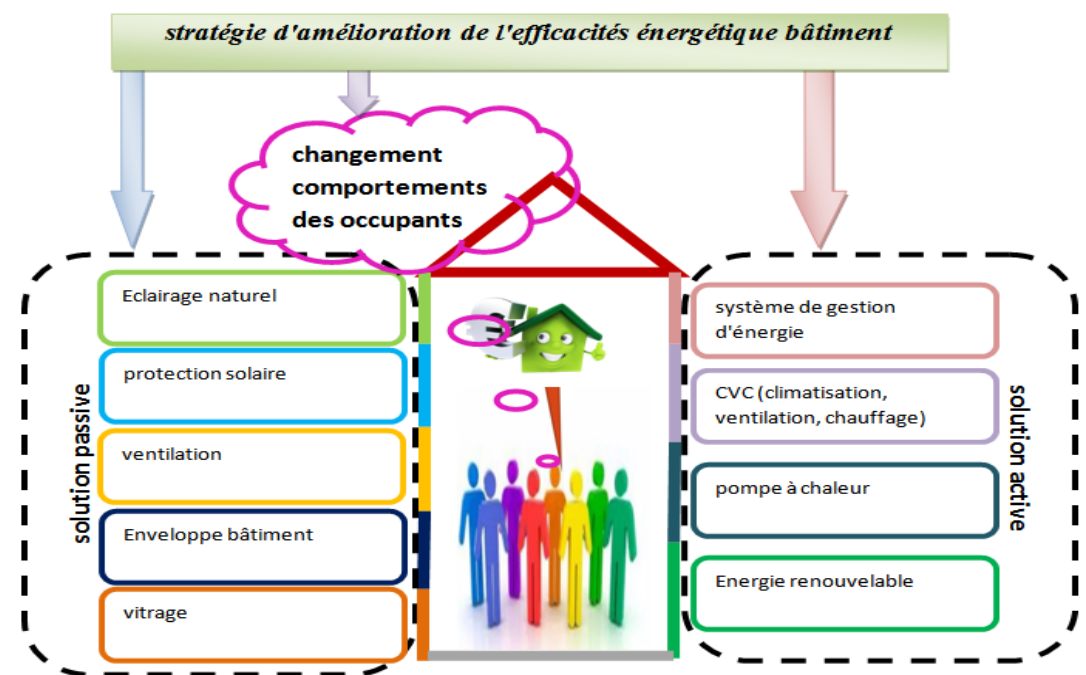 stratégie d'amélioration de l'efficacités énergétique bâtiment
changement
comportements
des occupants
solution passive
Eclairage naturel
protection solaire
ventilation
Enveloppe bâtiment
vitrage
système de gestion
d'énergie
CVC (climatisation,
ventilation, chauffage)
pompe à chaleur
Energie renouvelable
solution active